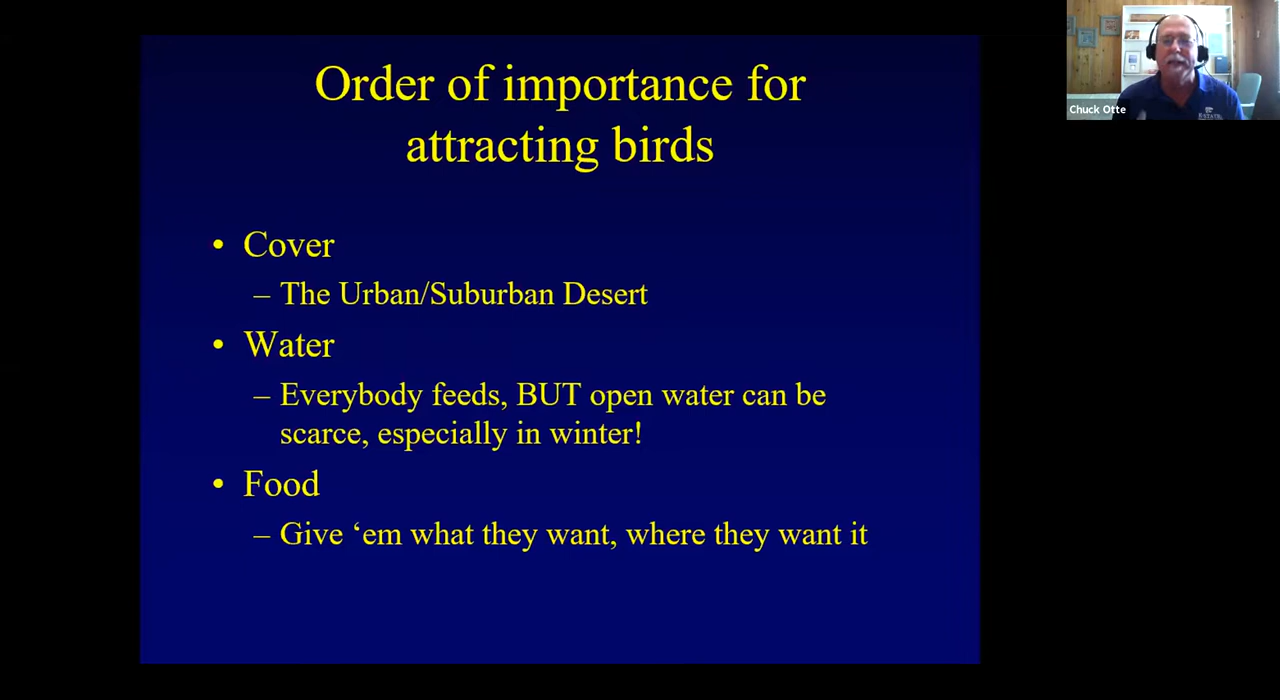 Order of importance for
attracting birds
• Cover
– The Urban/Suburban Desert
• Water
– Everybody feeds, BUT open water can be
scarce, especially in winter!
• Food
– Give ‘em what they want, where they want it
Chuck Otte